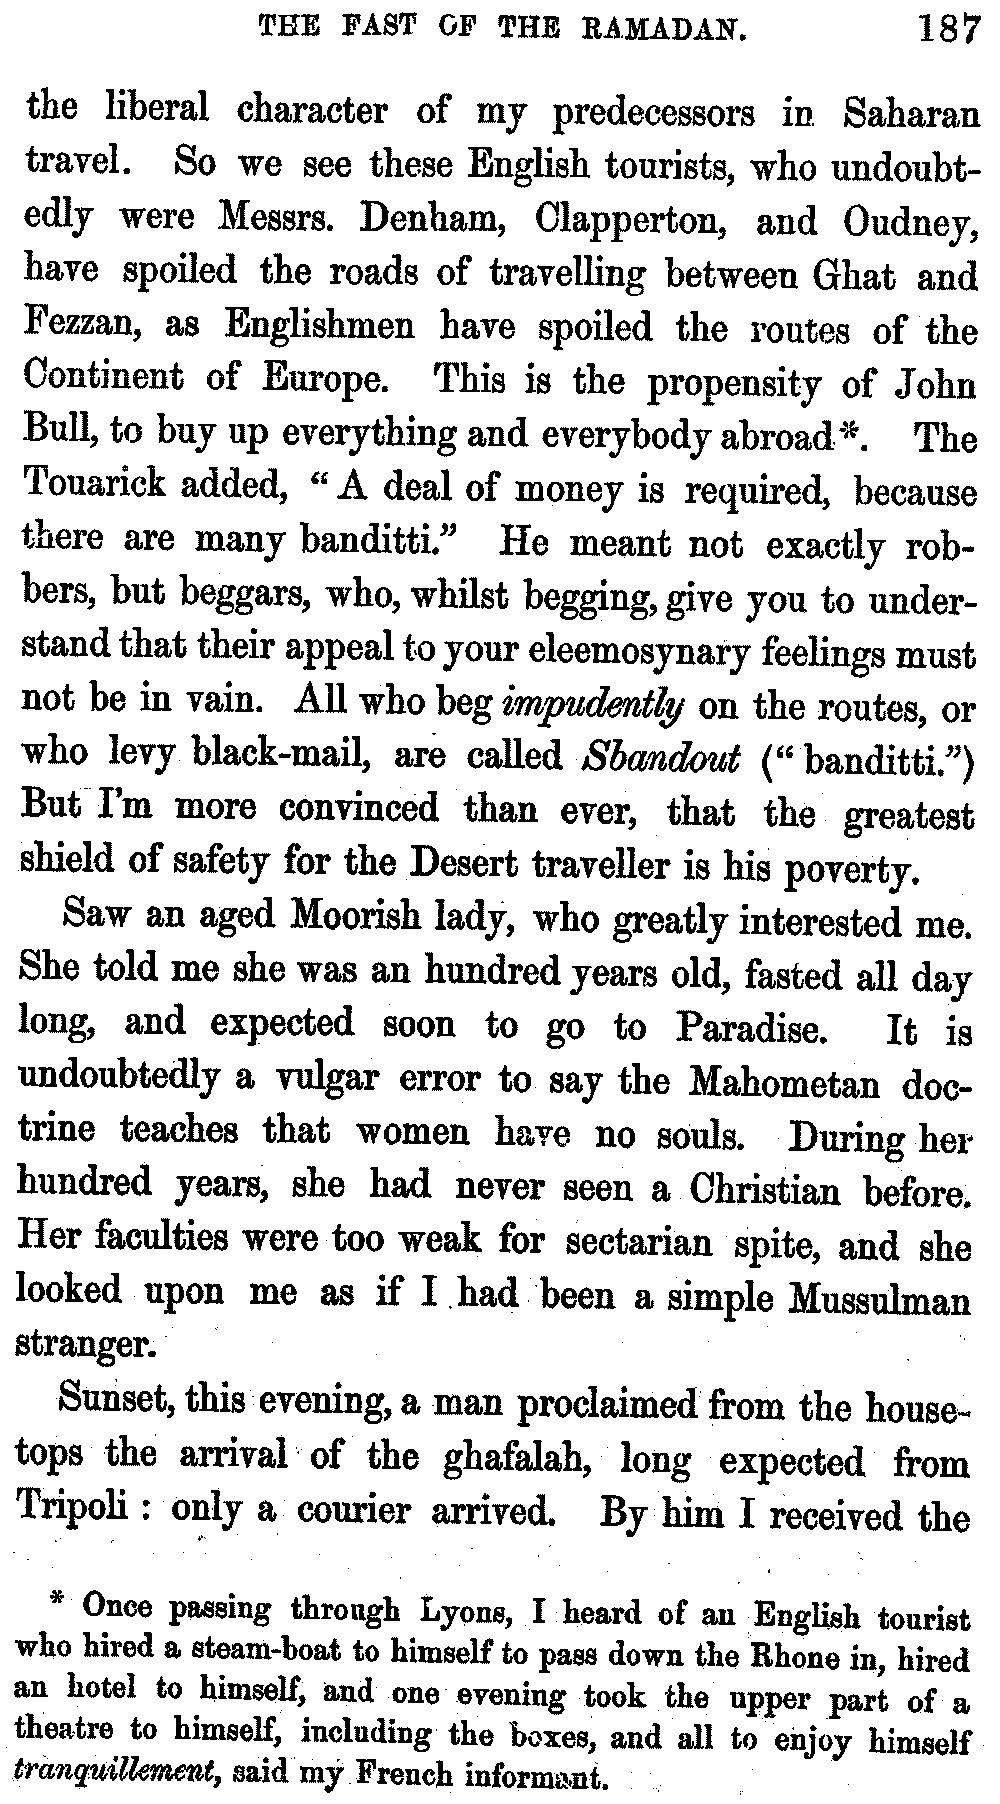 THE FAST OF THE RAMADAN. 187
the liberal character of my predecessors in Saharan
travel. So we see these English tourists, who undoubt-
edly were Messrs. Denham, Clapperton, and Oudney,
have spoiled the roads of travelling between Ghat and
Fezzan, as Englishmen have spoiled the routes of the
Continent of Europe. This is the propensity of John
Bull, to buy up everything and everybody abroad*. The
Touarick added, “A deal of money is required, because
there are many banditti.” He meant not exactly rob-
bers, but beggars, who, whilst begging, give you to under-
stand that their appeal to your eleemosynary feelings must
not be in vain. All who beg impudently on the routes, or
who levy black-mail, are called Sbandout (“banditti.”)
But I'm more convinced than ever, that the greatest
shield of safety for the Desert traveller is his poverty.
Saw an aged Moorish lady, who greatly interested me.
She told me she was an hundred years old, fasted all day
long, and expected soon to go to Paradise. It is
undoubtedly a vulgar error to say the Mahometan doc-
trine teaches that women have no souls. During her
hundred years, she had never seen a Christian before.
Her faculties were too weak for sectarian spite, and she
looked upon me as if I had been a simple Mussulman
stranger.
Sunset, this evening, a man proclaimed from the house-
tops the arrival of the ghafalah, long expected from
Tripoli : only a courier arrived. By him I received the
* Once passing through Lyons, I heard of an English tourist
who hired a steam-boat to himself to pass down the Rhone in, hired
an hotel to himself, and one evening took the upper part of a
theatre to himself, including the boxes, and all to enjoy himself
tranquillement, said my French informant.